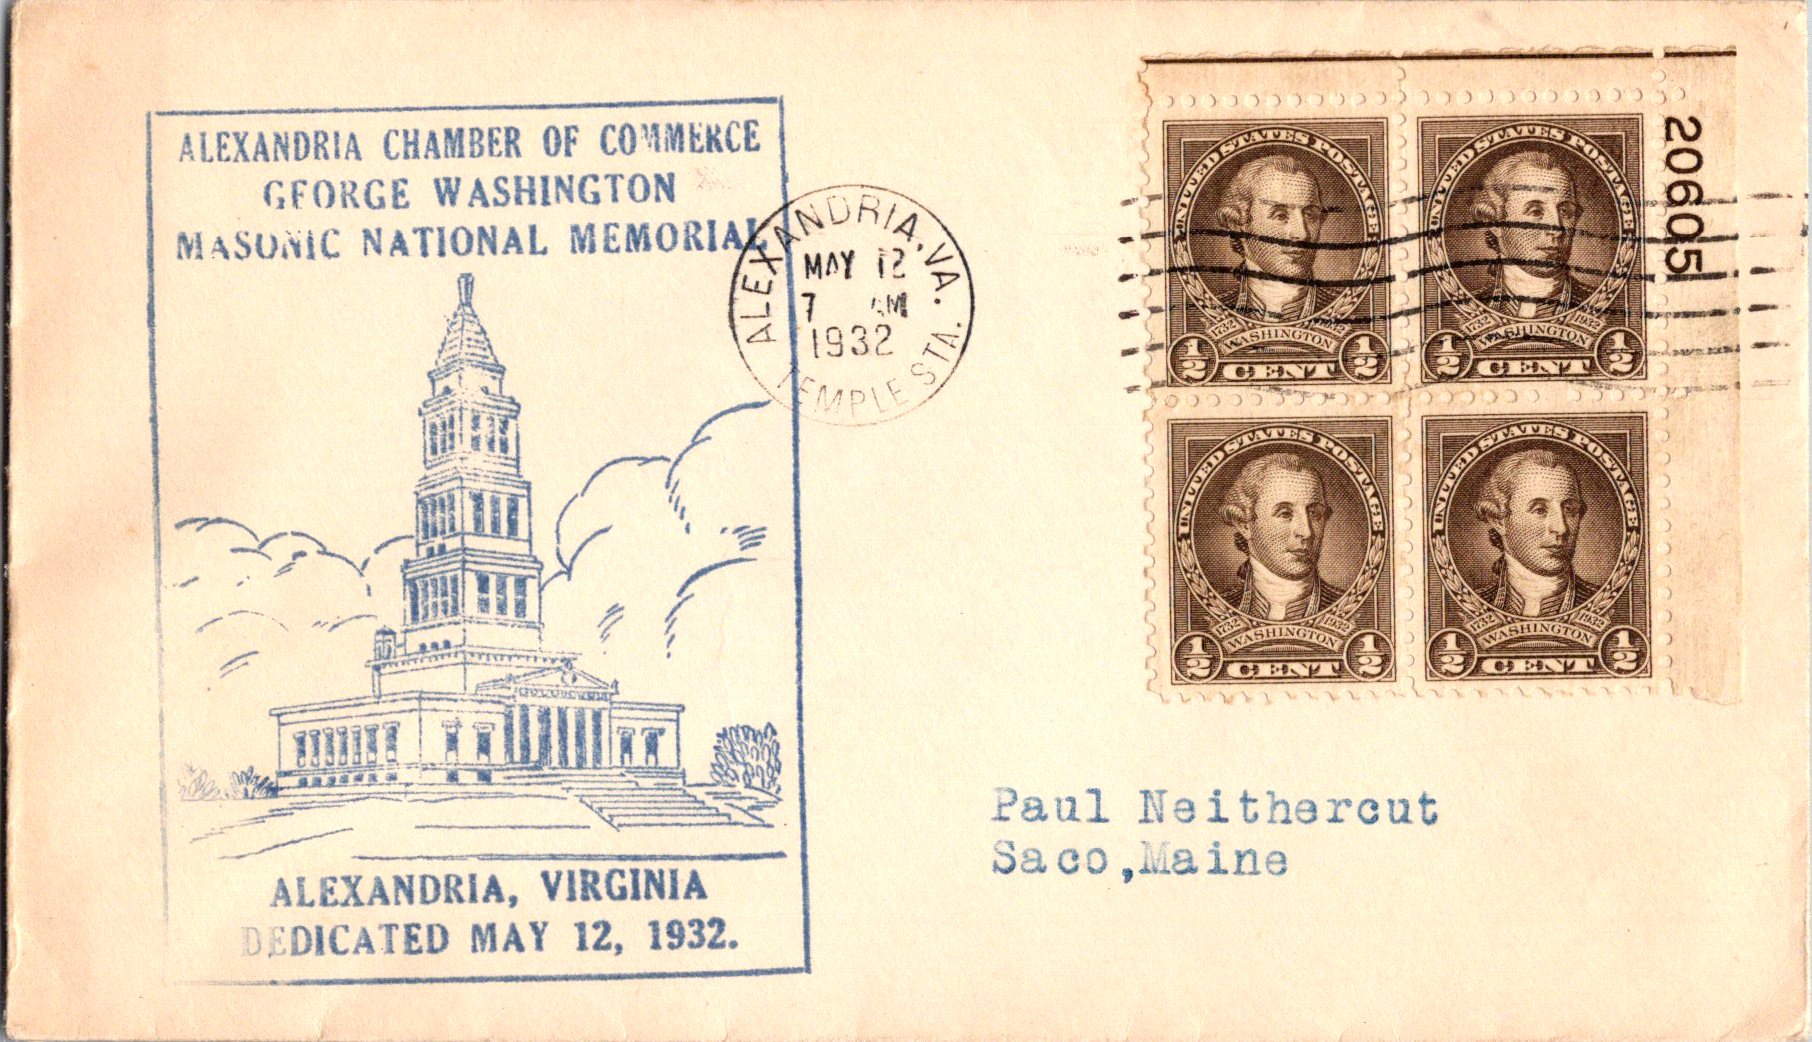 ALEXANDRIA CHAMBER OF COMMERCE
GEORGE WASHINGTON
MASONIC NATIONAL MEMORIAL
ALEXANDRIA, VIRGINIA
DEDICATED MAY 12, 1932.
ALEXANDRIA, VA.
MAY 12
7 AM
1932
TEMPLE STA.
20605
UNITED STATES POSTAGE
1732 WASHINGTON 1932
1/2 CENT 1/2
UNITED STATES POSTAGE
1732 WASHINGTON 1932
1/2 CENT 1/2
UNITED STATES POSTAGE
1732 WASHINGTON 1932
1/2 CENT 1/2
UNITED STATES POSTAGE
1732 WASHINGTON 1932
1/2 CENT 1/2
Paul Neithercut
Saco,Maine